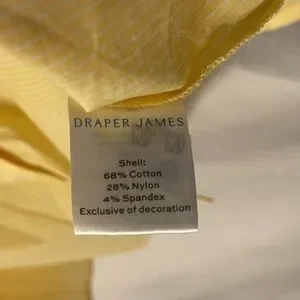 DRAPER JAMES
Shell:
68% Cotton
28% Nylon
4% Spandex
Exclusive of decoration